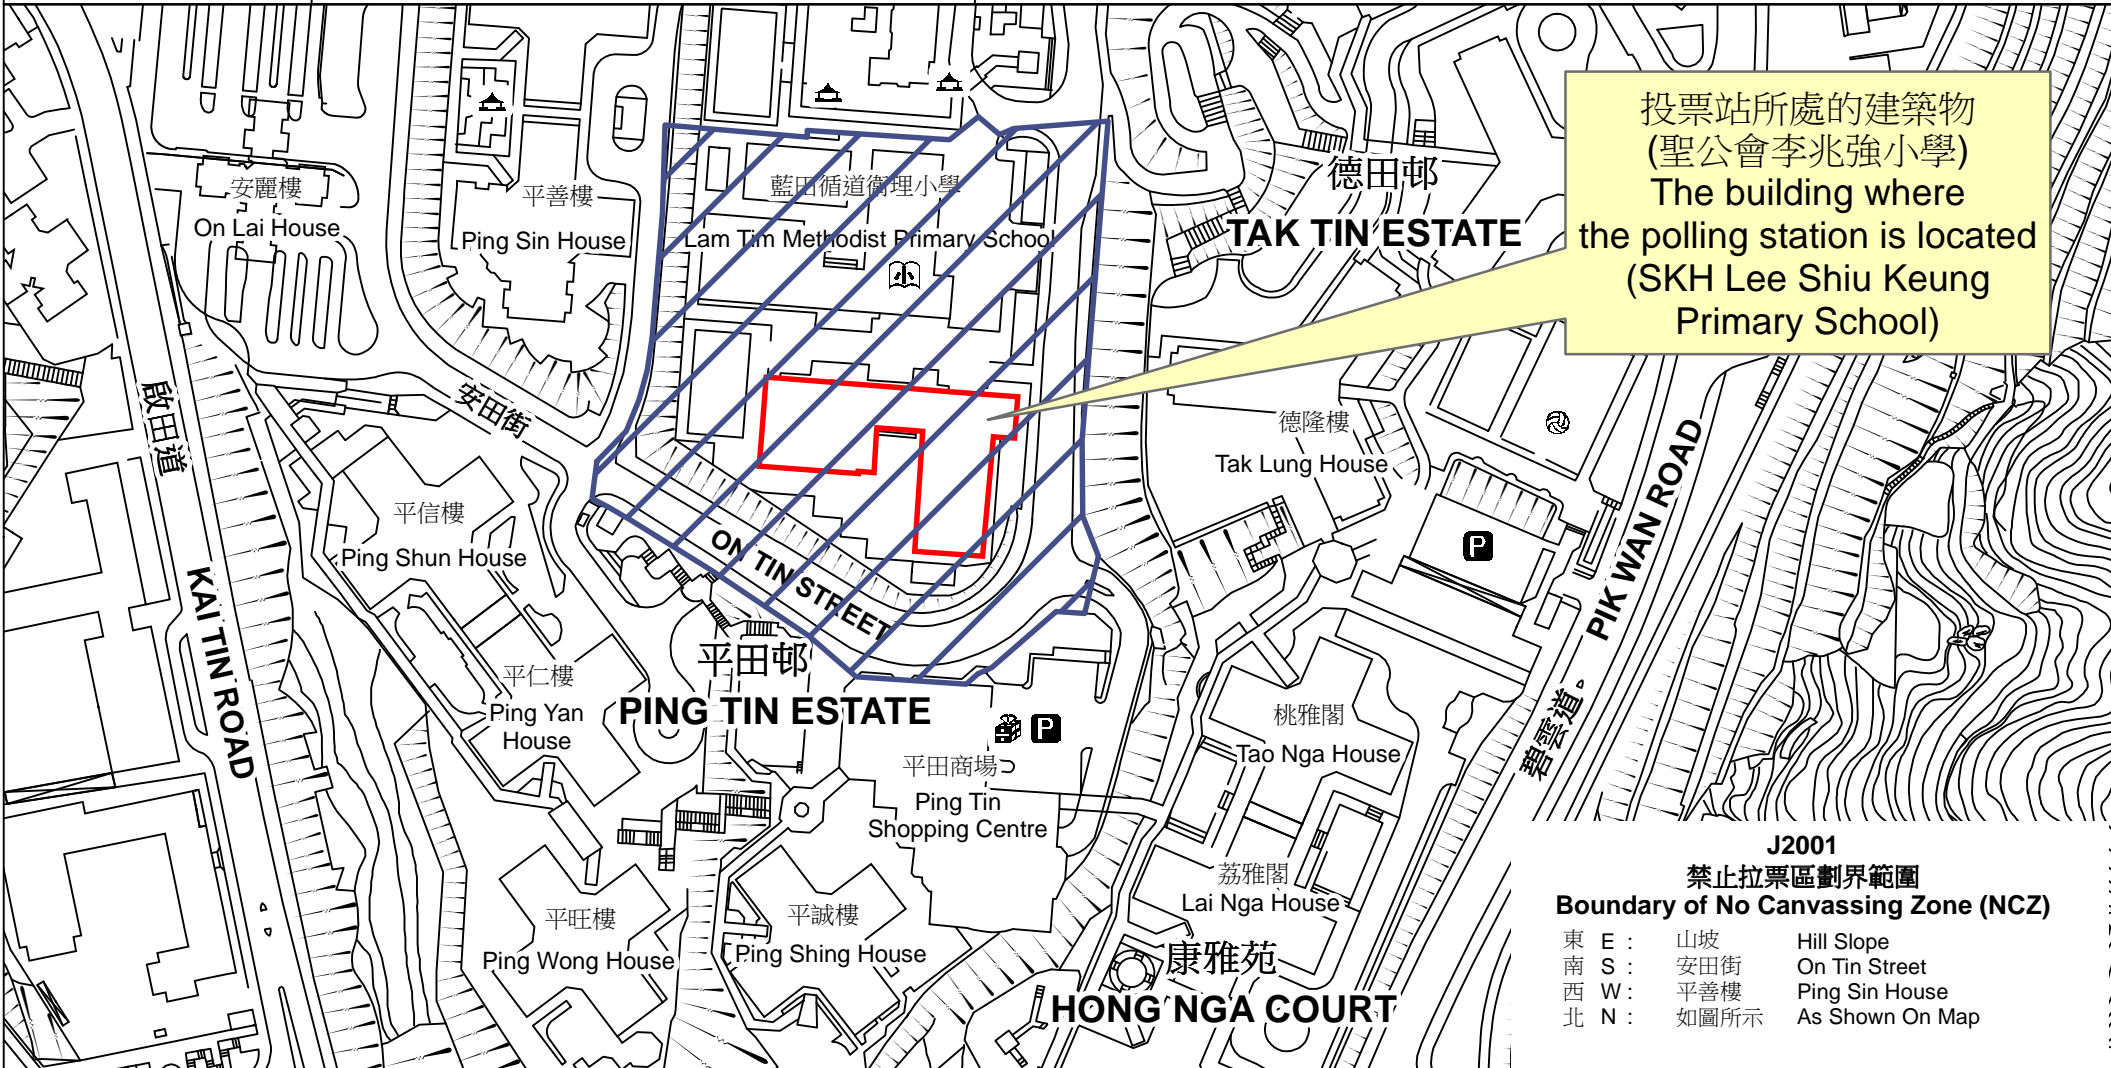 投票站所處的建築物
(聖公會李兆強小學)
The building where
the polling station is located
(SKH Lee Shiu Keung
Primary School)
安麗樓
On Lai House
平善樓
Ping Sin House
藍田循道衞理小學
Lam Tim Methodist Primary School
德田邨
TAK TIN ESTATE
啟田道
KAI TIN ROAD
安田街
ON TIN STREET
德隆樓
Tak Lung House
平信樓
Ping Shun House
P
PIK WAN ROAD
碧雲道
平田邨
PING TIN ESTATE
平仁樓
Ping Yan
House
P
平田商場
Ping Tin
Shopping Centre
桃雅閣
Tao Nga House
荔雅閣
Lai Nga House
平旺樓
Ping Wong House
平誠樓
Ping Shing House
康雅苑
HONG NGA COURT
J2001
禁止拉票區劃界範圍
Boundary of No Canvassing Zone (NCZ)
東 E : 山坡 Hill Slope
南 S : 安田街 On Tin Street
西 W : 平善樓 Ping Sin House
北 N : 如圖所示 As Shown On Map